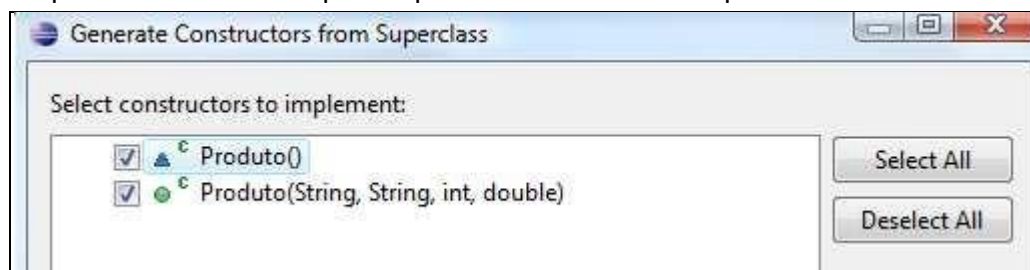 Generate Constructors from Superclass
Select constructors to implement:
C Produto()
C Produto(String, String, int, double)
Select All
Deselect All